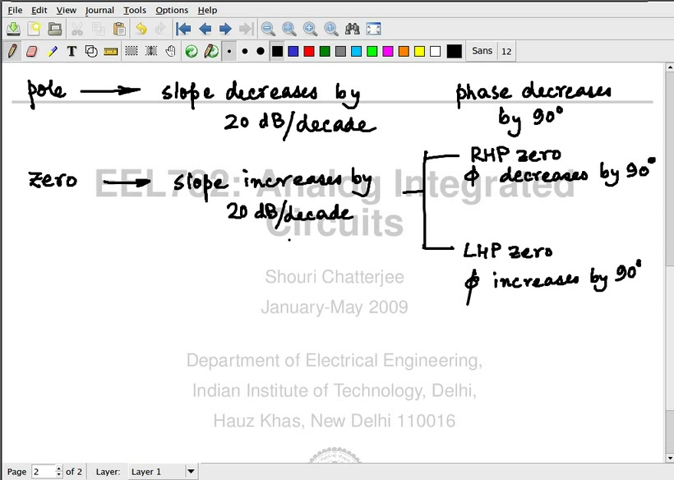 File Edit View Journal Tools Options Help
Sans 12
pole → slope decreases by phase decreases
20 dB/decade by 90°
RHP zero
zero → slope increases by ϕ decreases by 90°
20 dB/decade
LHP zero
ϕ increases by 90°
EEL782: Analog Integrated
Circuits
Shouri Chatterjee
January-May 2009
Department of Electrical Engineering,
Indian Institute of Technology, Delhi,
Hauz Khas, New Delhi 110016
Page 2 of 2 Layer: Layer 1